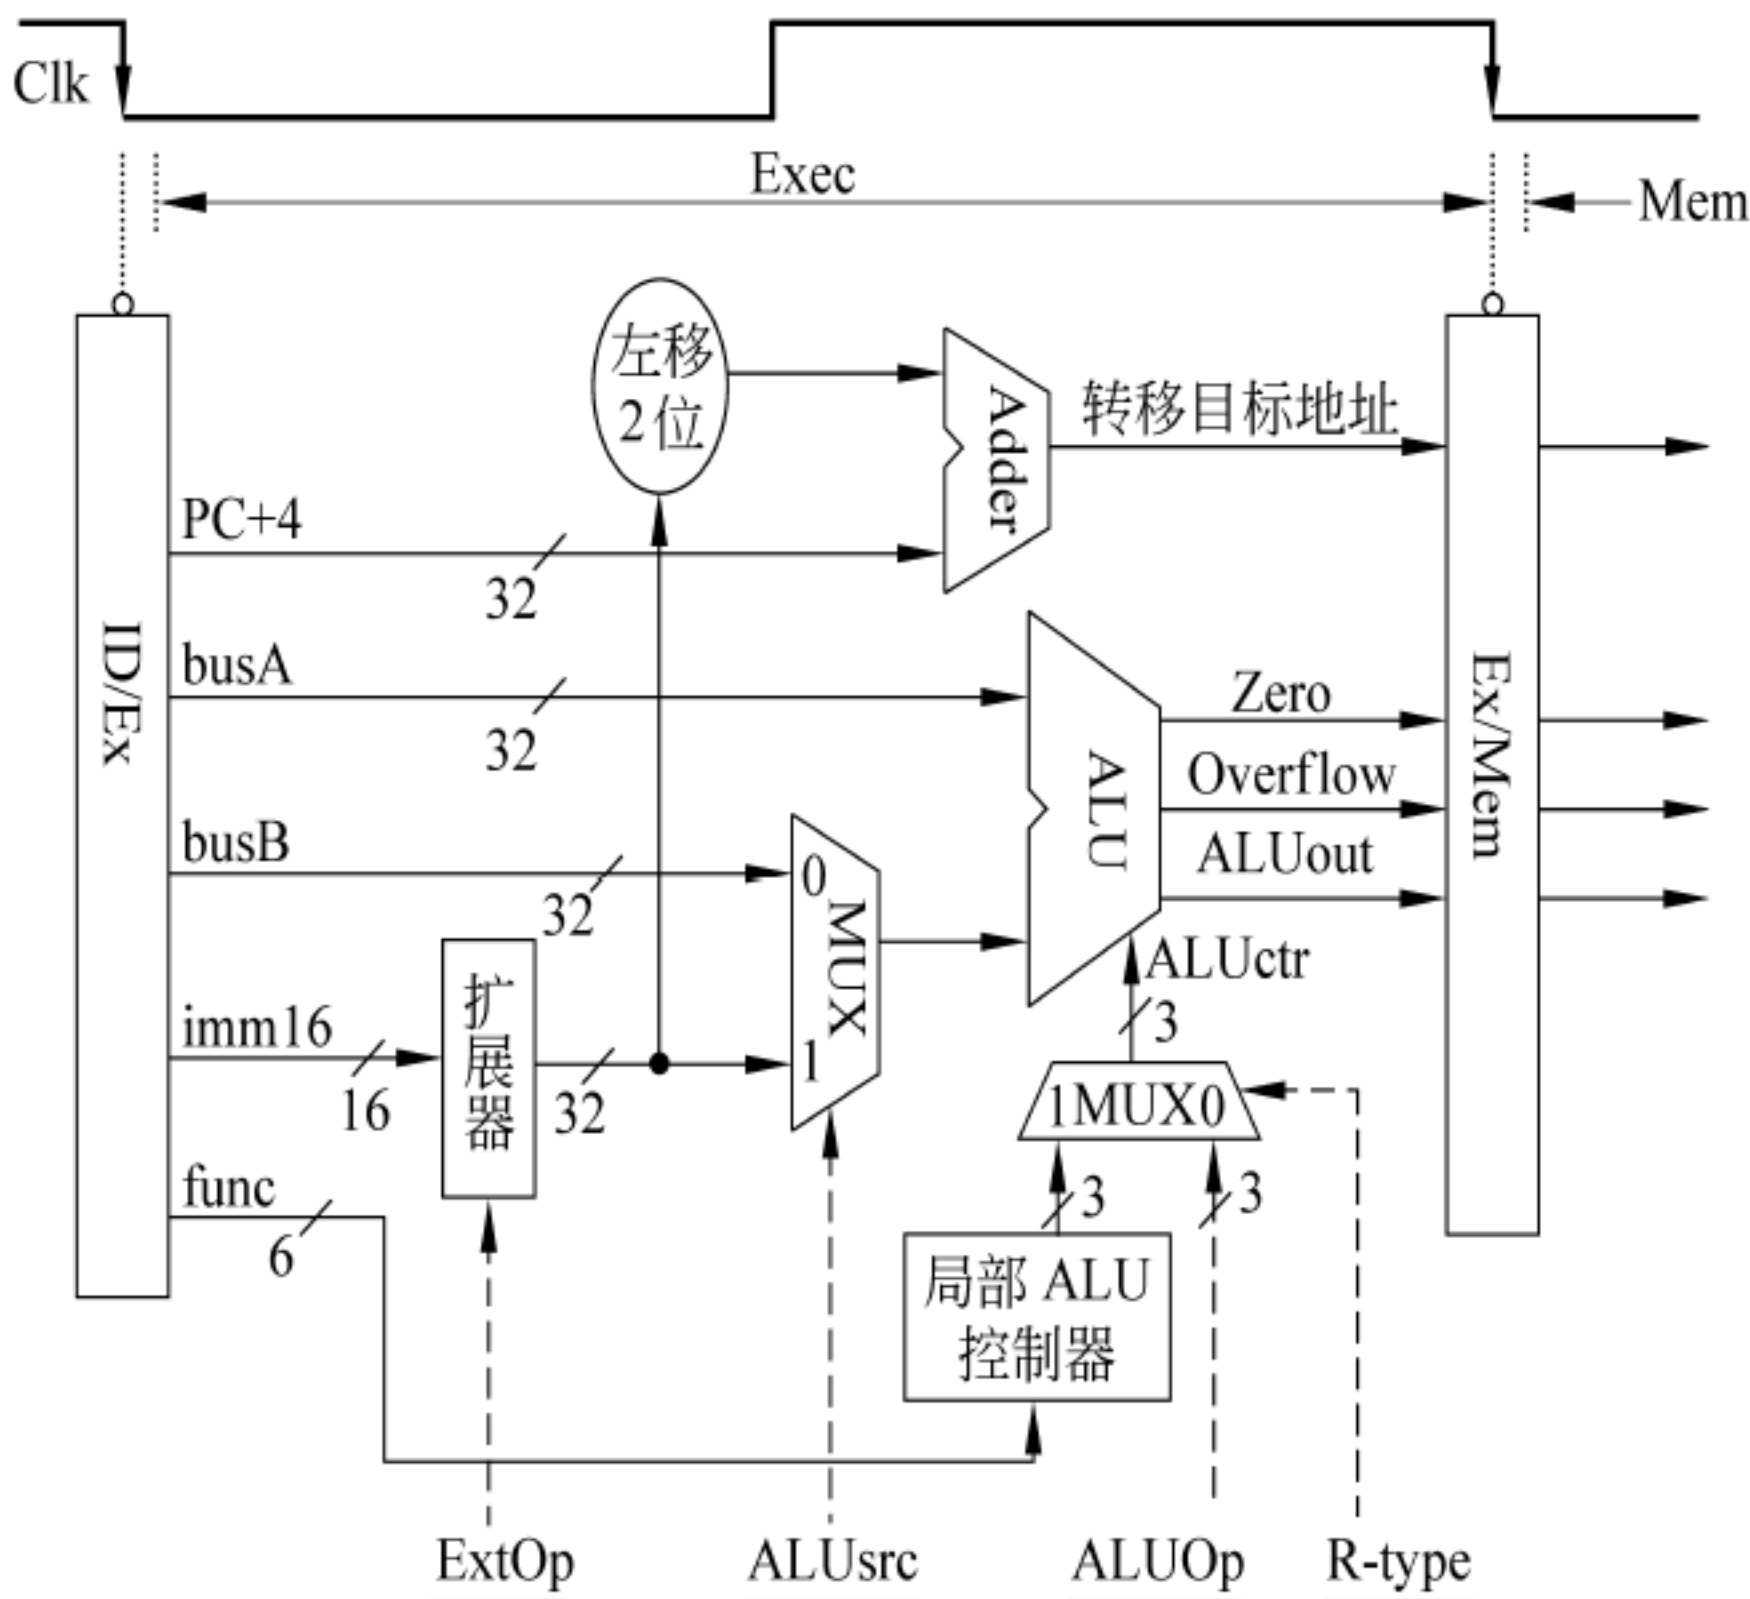 Clk
Exec
Mem
左移
2位
Adder
转移目标地址
PC+4
32
ID/Ex
busA
32
Zero
Ex/Mem
Overflow
ALU
ALUout
busB
32
0
MUX
1
ALUctr
3
imm16
16
扩展器
32
1MUX0
func
6
3
3
局部 ALU
控制器
ExtOp
ALUsrc
ALUOp
R-type